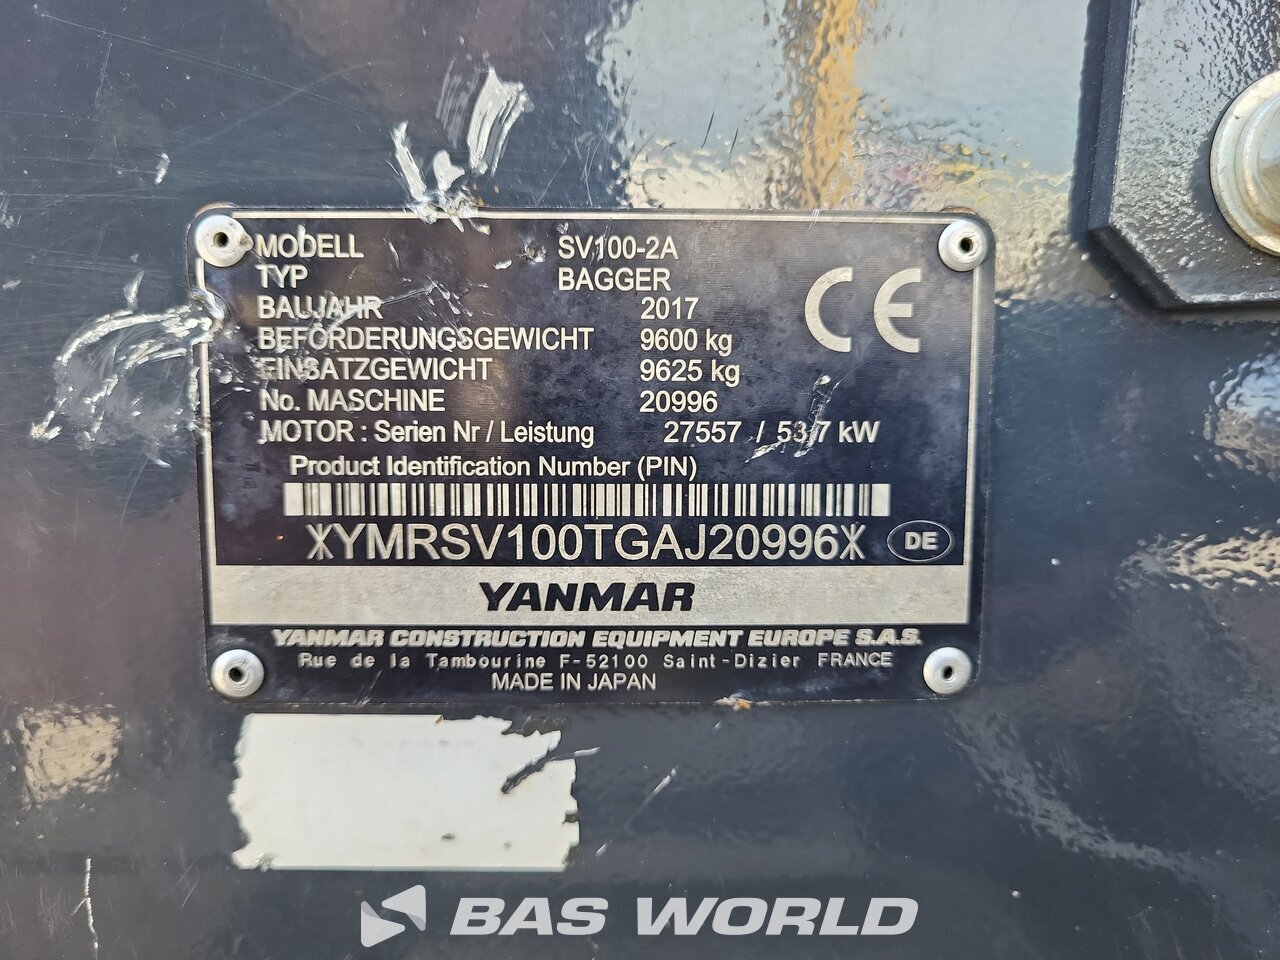 MODELL SV100-2A
TYP BAGGER
BAUJAHR 2017
BEFÖRDERUNGSGEWICHT 9600 kg
EINSATZGEWICHT 9625 kg
No. MASCHINE 20996
MOTOR : Serien Nr / Leistung 27557 / 53,7 kW
Product Identification Number (PIN)
XYMRSV100TGAJ20996X DE
CE
YANMAR
YANMAR CONSTRUCTION EQUIPMENT EUROPE S.A.S.
Rue de la Tambourine F-52100 Saint-Dizier FRANCE
MADE IN JAPAN
BAS WORLD